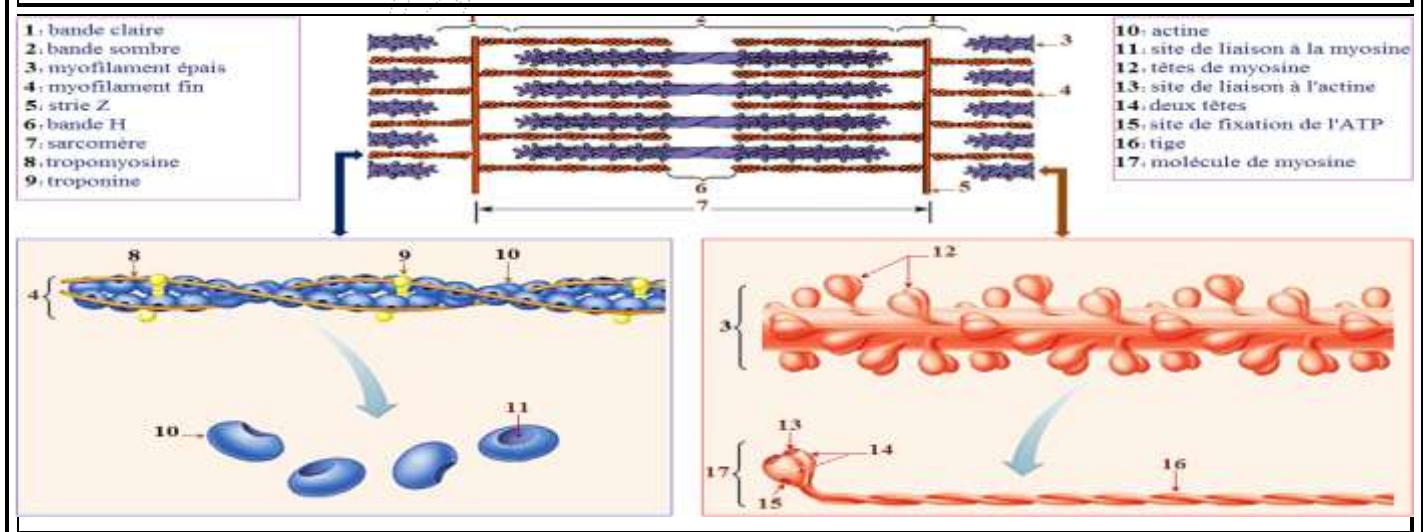 1: bande claire
2: bande sombre
3: myofilament épais
4: myofilament fin
5: strie Z
6: bande H
7: sarcomère
8: tropomyosine
9: troponine
10: actine
11: site de liaison à la myosine
12: têtes de myosine
13: site de liaison à l'actine
14: deux têtes
15: site de fixation de l'ATP
16: tige
17: molécule de myosine
1
2
1
3
4
6
5
7
8
9
10
4
11
10
12
3
13
14
17
16
15